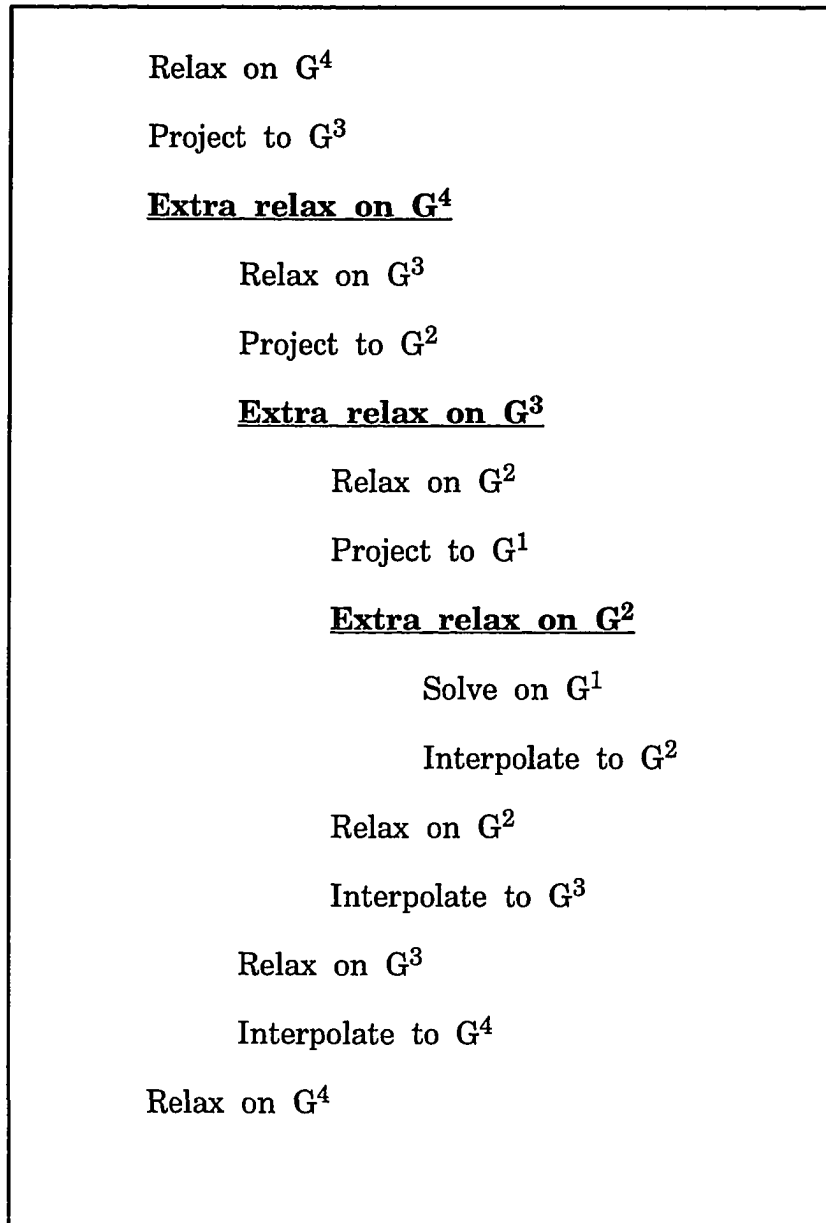 Relax on G⁴
Project to G³
Extra relax on G⁴
Relax on G³
Project to G²
Extra relax on G³
Relax on G²
Project to G¹
Extra relax on G²
Solve on G¹
Interpolate to G²
Relax on G²
Interpolate to G³
Relax on G³
Interpolate to G⁴
Relax on G⁴